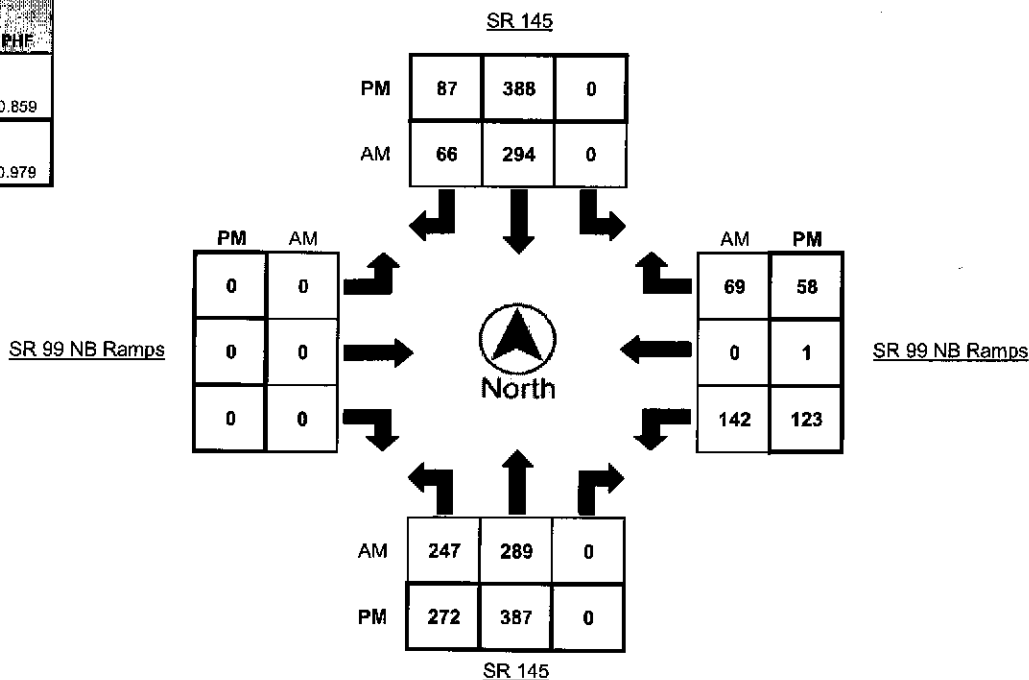 SR 145
PHF
PM 87 388 0
0.859
AM 66 294 0
0.979
PM AM
AM PM
0 0
69 58
SR 99 NB Ramps 0 0
0 1 SR 99 NB Ramps
North
0 0
142 123
AM 247 289 0
PM 272 387 0
SR 145